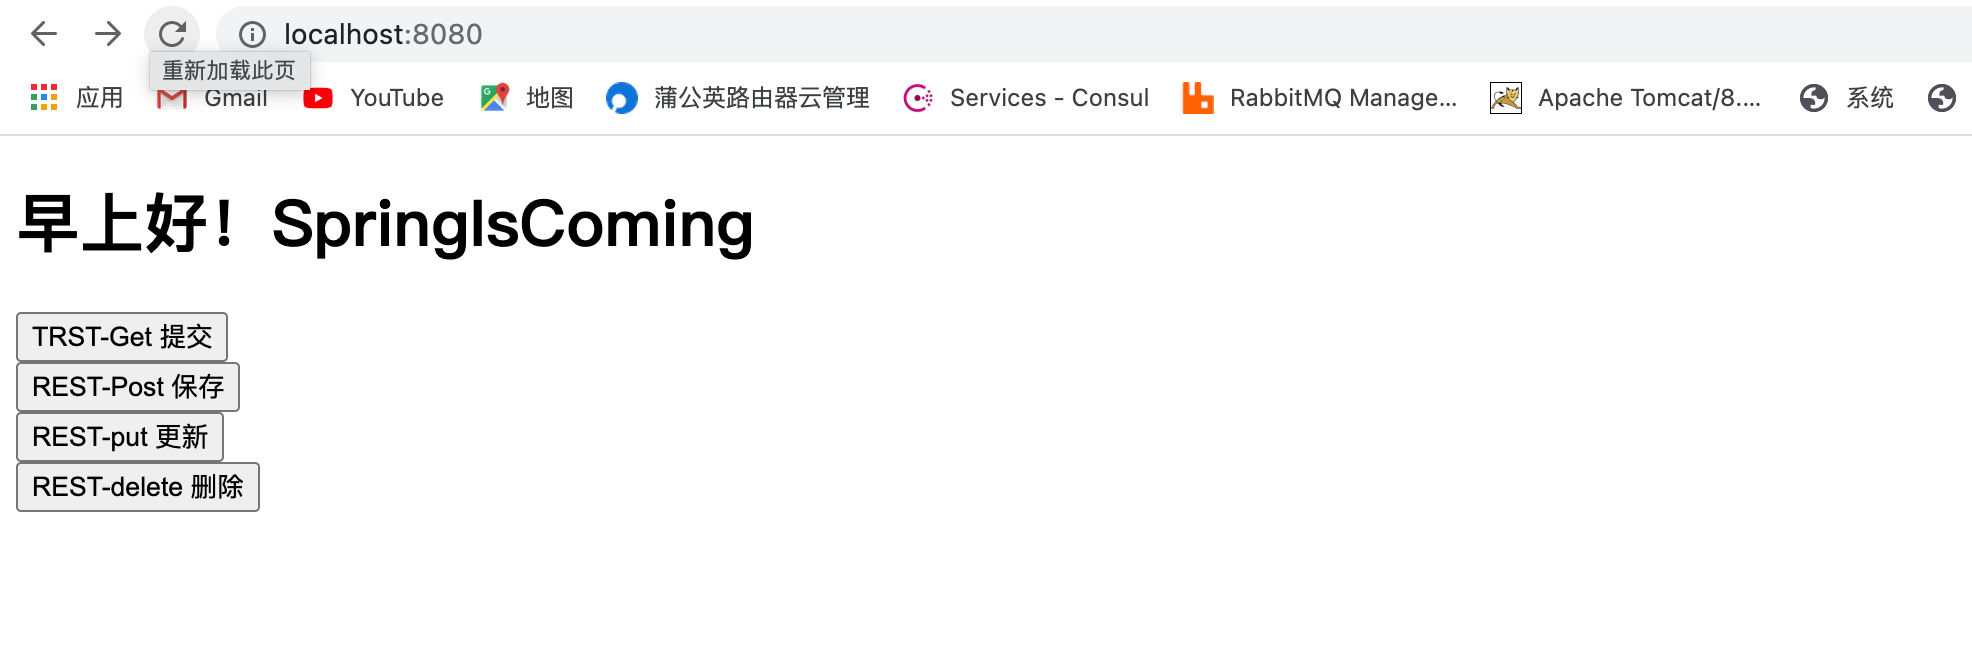 localhost:8080
重新加载此页
应用 Gmail YouTube 地图 蒲公英路由器云管理 Services - Consul RabbitMQ Manage... Apache Tomcat/8.... 系统
早上好！SpringIsComing
TRST-Get 提交
REST-Post 保存
REST-put 更新
REST-delete 删除